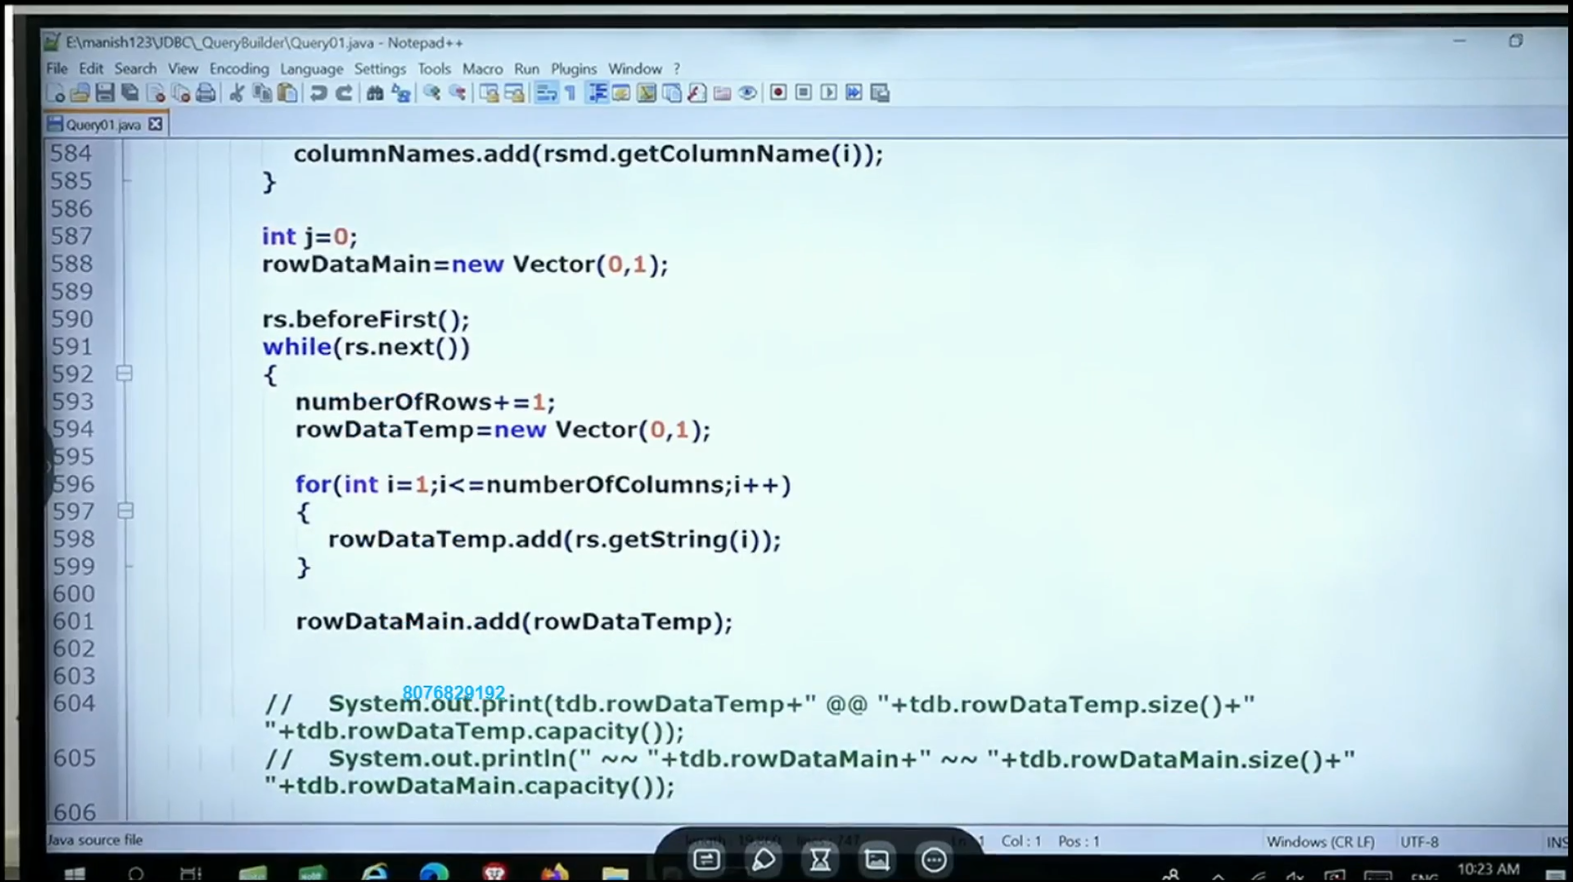 E:\manish123\JDBC\_QueryBuilder\Query01.java - Notepad++
File Edit Search View Encoding Language Settings Tools Macro Run Plugins Window ?
Query01.java
584 columnNames.add(rsmd.getColumnName(i));
585 }
586
587 int j=0;
588 rowDataMain=new Vector(0,1);
589
590 rs.beforeFirst();
591 while(rs.next())
592 {
593 numberOfRows+=1;
594 rowDataTemp=new Vector(0,1);
595
596 for(int i=1;i<=numberOfColumns;i++)
597 {
598 rowDataTemp.add(rs.getString(i));
599 }
600
601 rowDataMain.add(rowDataTemp);
602
603
8076829192
604 // System.out.print(tdb.rowDataTemp+" @@ "+tdb.rowDataTemp.size()+"
"+tdb.rowDataTemp.capacity());
605 // System.out.println(" ~~ "+tdb.rowDataMain+" ~~ "+tdb.rowDataMain.size()+"
"+tdb.rowDataMain.capacity());
606
Java source file Col : 1 Pos : 1 Windows (CR LF) UTF-8 INS
ENG 10:23 AM